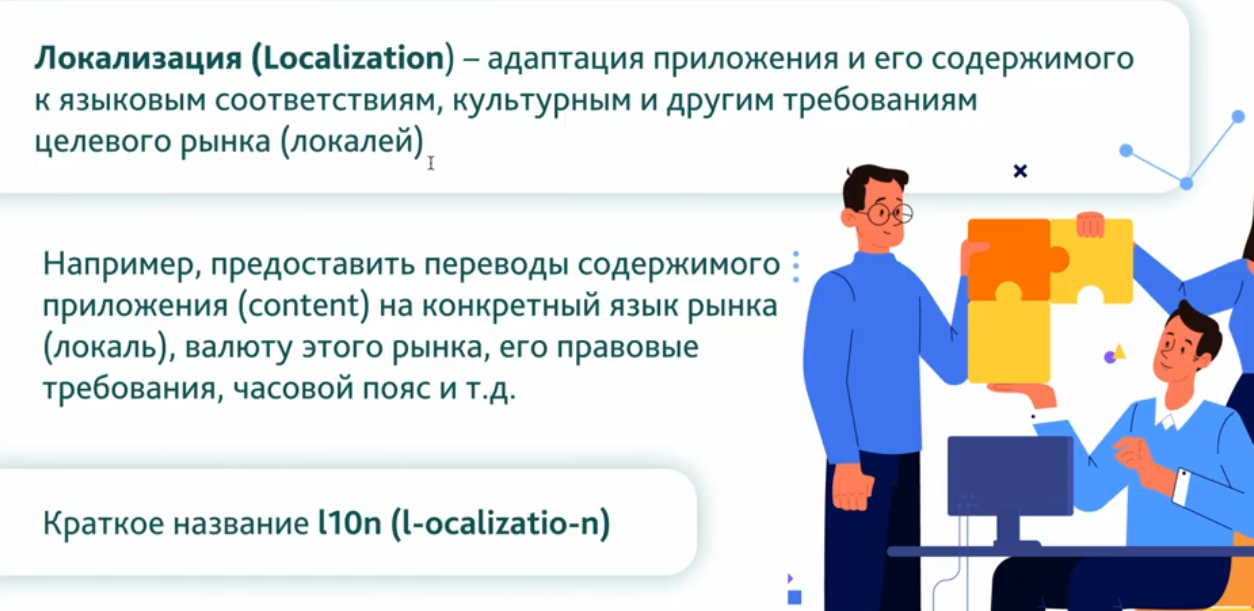 Локализация (Localization) – адаптация приложения и его содержимого
к языковым соответствиям, культурным и другим требованиям
целевого рынка (локалей)
Например, предоставить переводы содержимого
приложения (content) на конкретный язык рынка
(локаль), валюту этого рынка, его правовые
требования, часовой пояс и т.д.
Краткое название l10n (l-ocalizatio-n)